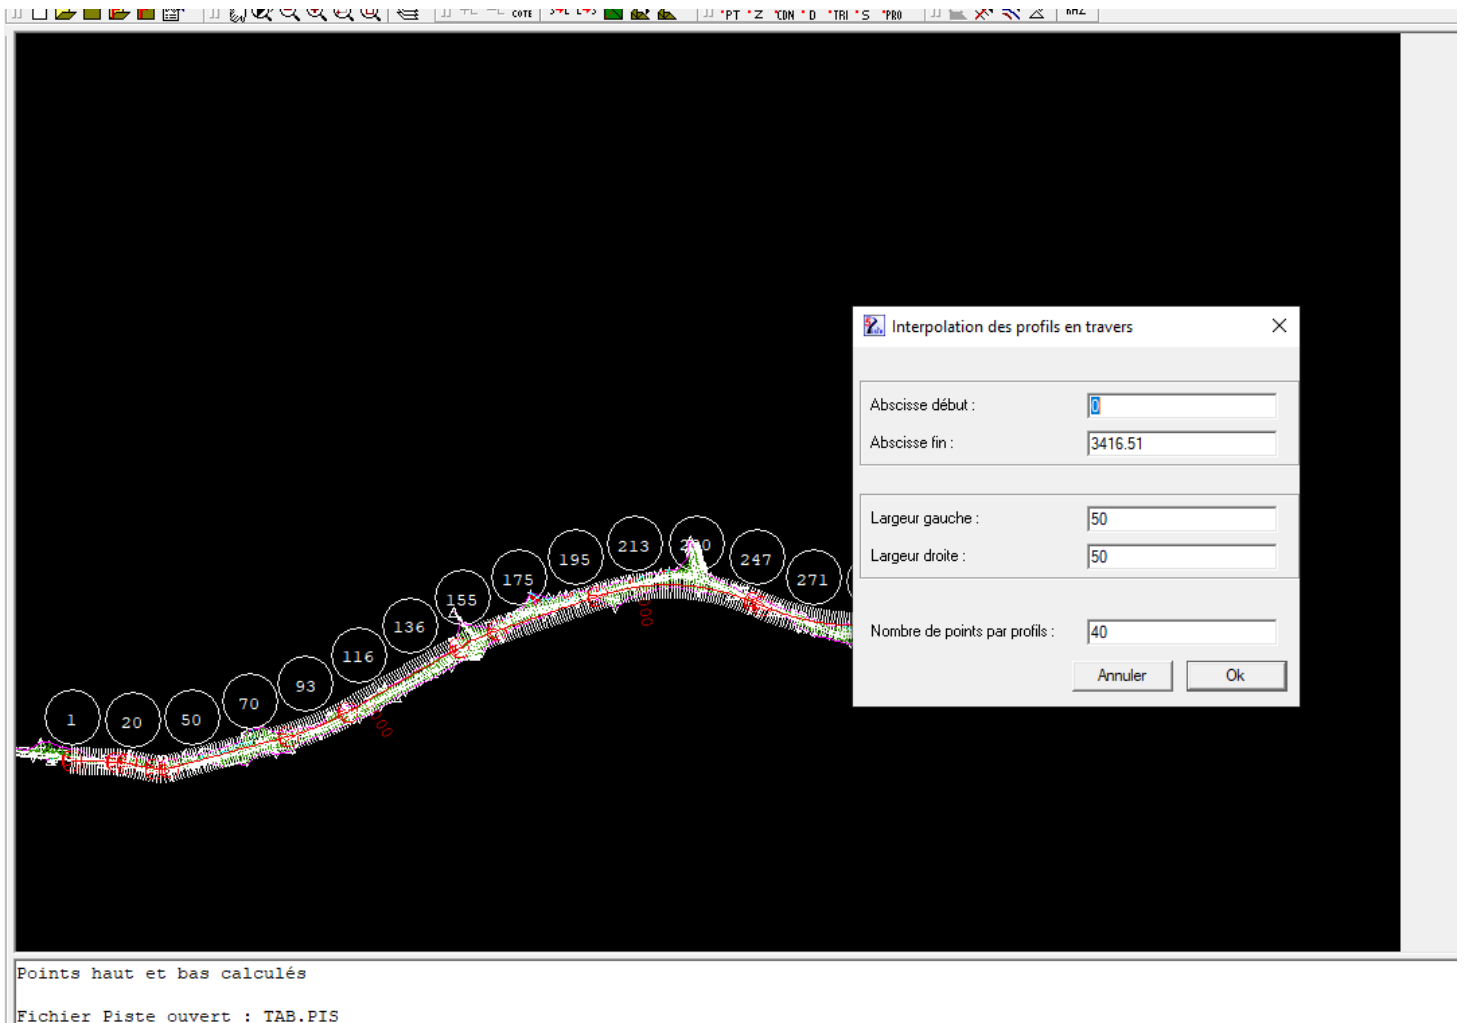 COTE
PT Z CDN D TRI S PRO
Interpolation des profils en travers
Abscisse début :
0
Abscisse fin :
3416.51
Largeur gauche :
50
Largeur droite :
50
Nombre de points par profils :
40
Annuler
Ok
213
195
247
175
271
155
136
116
93
70
1
20
50
000
000
Points haut et bas calculés
Fichier Piste ouvert : TAB.PIS